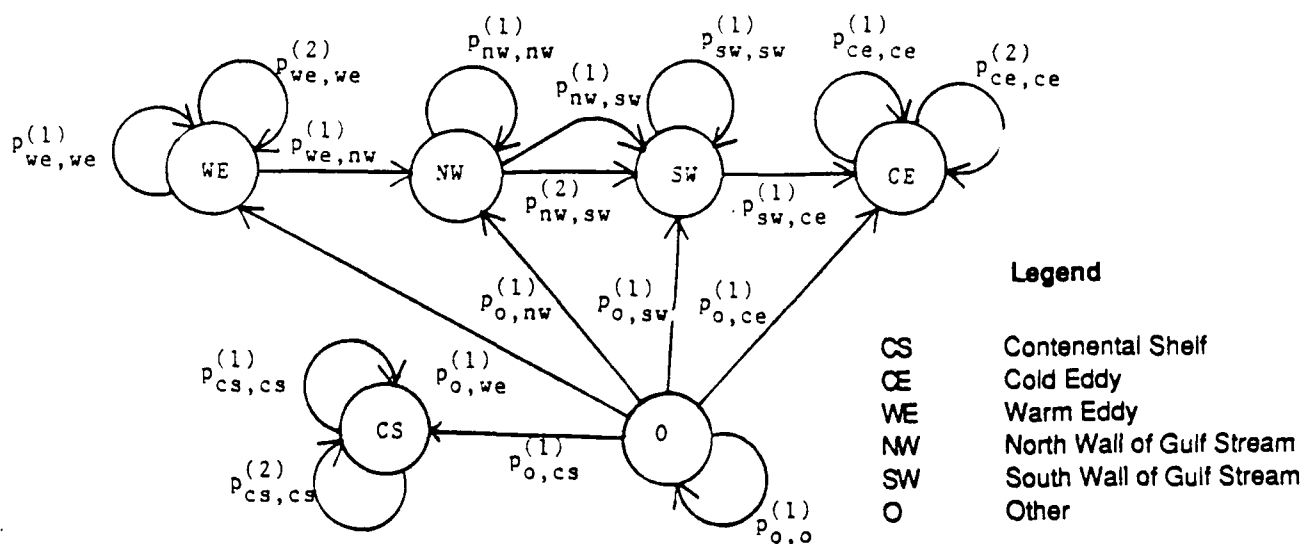 p^{(1)}_{we,we}
p^{(2)}_{we,we}
p^{(1)}_{we,nw}
p^{(1)}_{nw,nw}
p^{(1)}_{nw,sw}
p^{(2)}_{nw,sw}
p^{(1)}_{sw,sw}
p^{(1)}_{sw,ce}
p^{(1)}_{ce,ce}
p^{(2)}_{ce,ce}
WE
NW
SW
CE
p^{(1)}_{o,nw}
p^{(1)}_{o,sw}
p^{(1)}_{o,ce}
p^{(1)}_{cs,cs}
p^{(1)}_{o,we}
CS
O
p^{(2)}_{cs,cs}
p^{(1)}_{o,cs}
p^{(1)}_{o,o}
Legend
CS Contenental Shelf
CE Cold Eddy
WE Warm Eddy
NW North Wall of Gulf Stream
SW South Wall of Gulf Stream
O Other